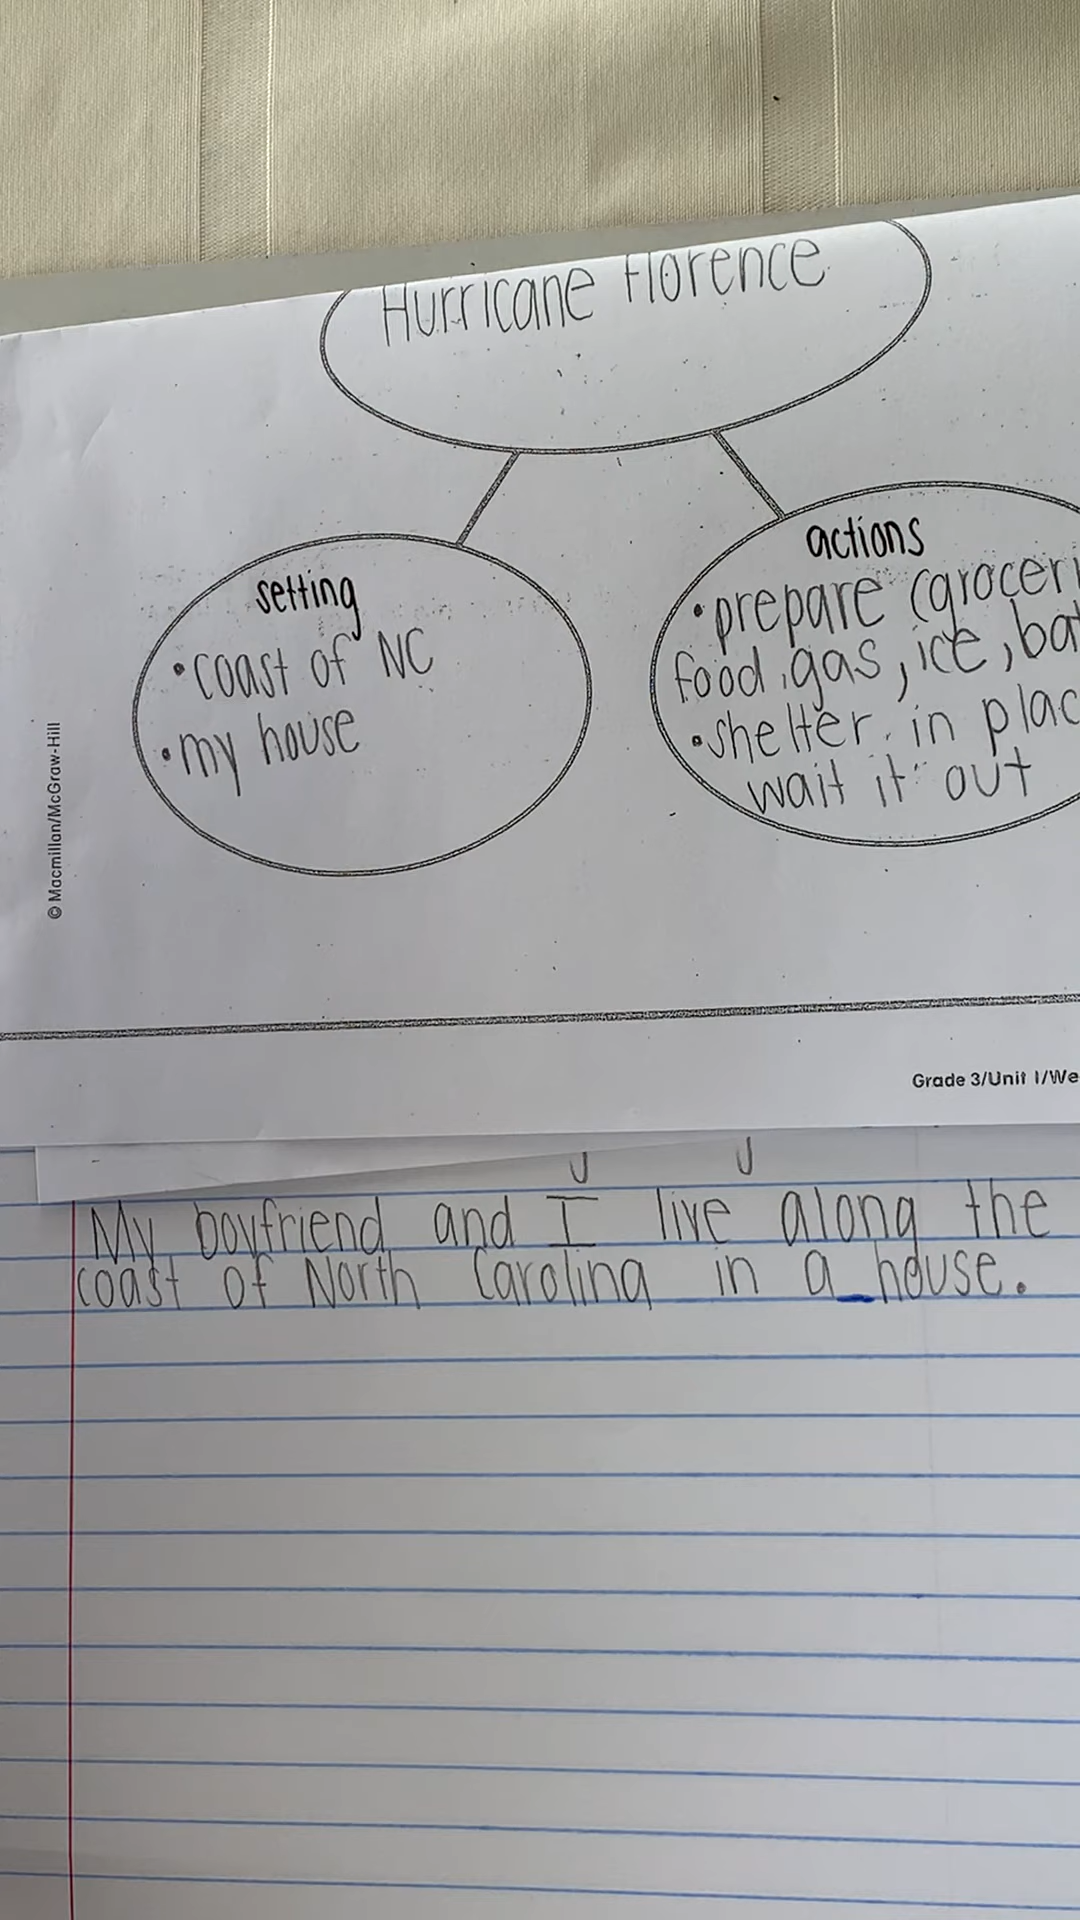 Hurricane Florence
setting
•coast of NC
•my house
actions
•prepare
food, gas, ice,
•shelter in
wait it out
© Macmillan/McGraw-Hill
Grade 3/Unit 1/
My boyfriend and I live along the
coast of North Carolina in a house.